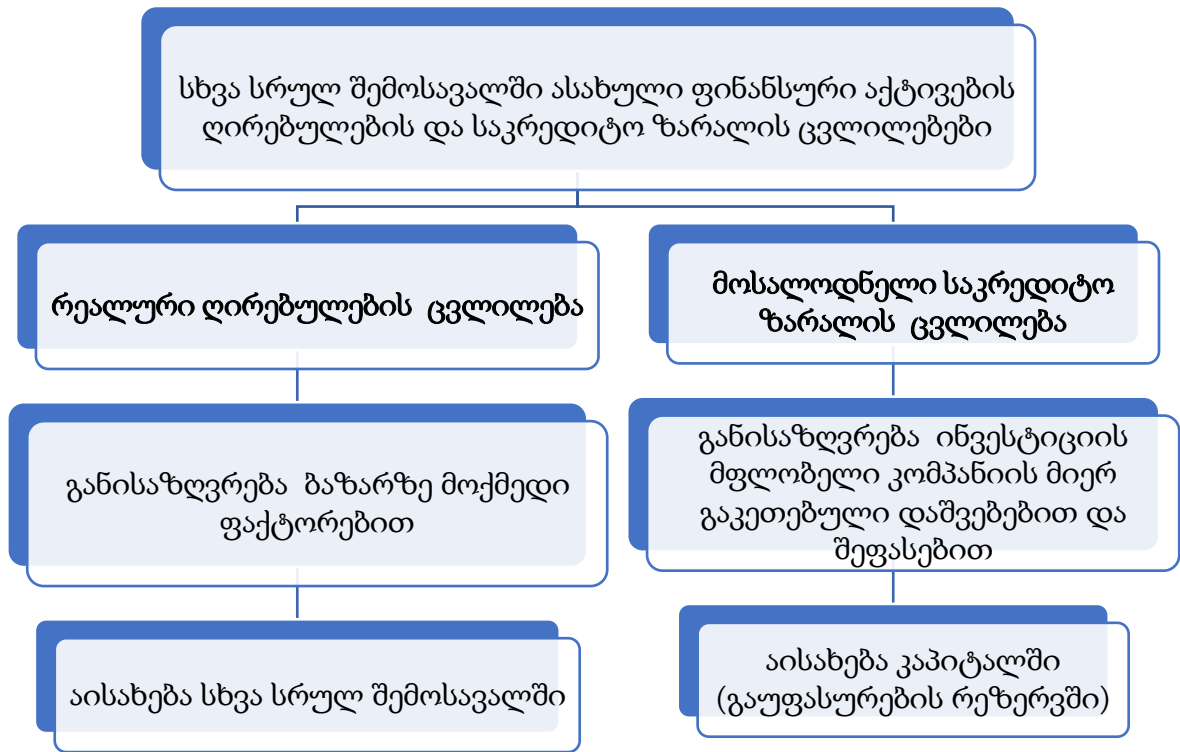 სხვა სრულ შემოსავალში ასახული ფინანსური აქტივების
ღირებულების და საკრედიტო ზარალის ცვლილებები
რეალური ღირებულების ცვლილება
მოსალოდნელი საკრედიტო
ზარალის ცვლილება
განისაზღვრება ბაზარზე მოქმედი
ფაქტორებით
განისაზღვრება ინვესტიციის
მფლობელი კომპანიის მიერ
გაკეთებული დაშვებებით და
შეფასებით
აისახება სხვა სრულ შემოსავალში
აისახება კაპიტალში
(გაუფასურების რეზერვში)